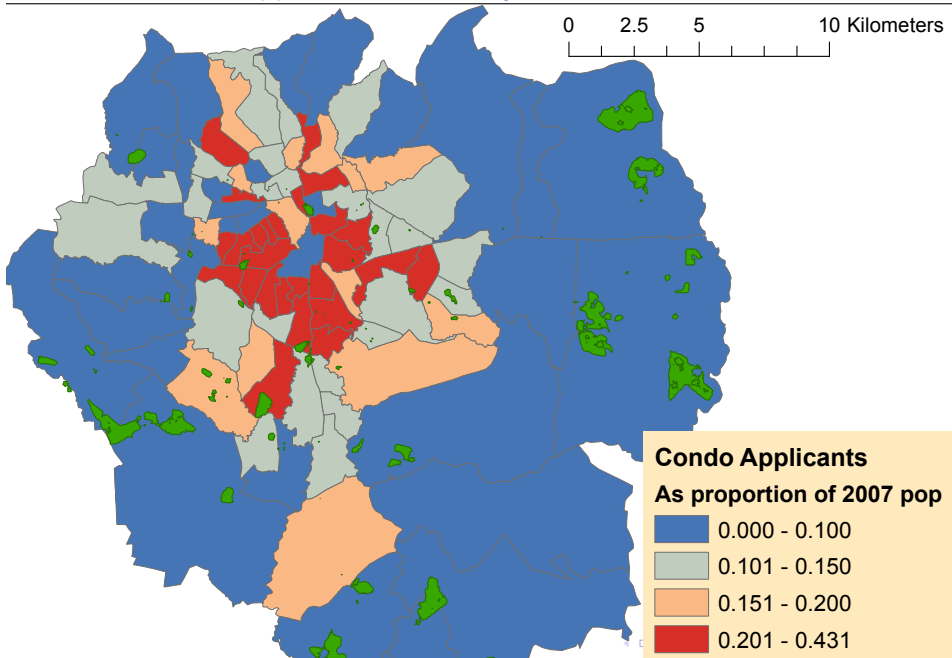 0 2.5 5 10 Kilometers
Condo Applicants
As proportion of 2007 pop
0.000 - 0.100
0.101 - 0.150
0.151 - 0.200
0.201 - 0.431